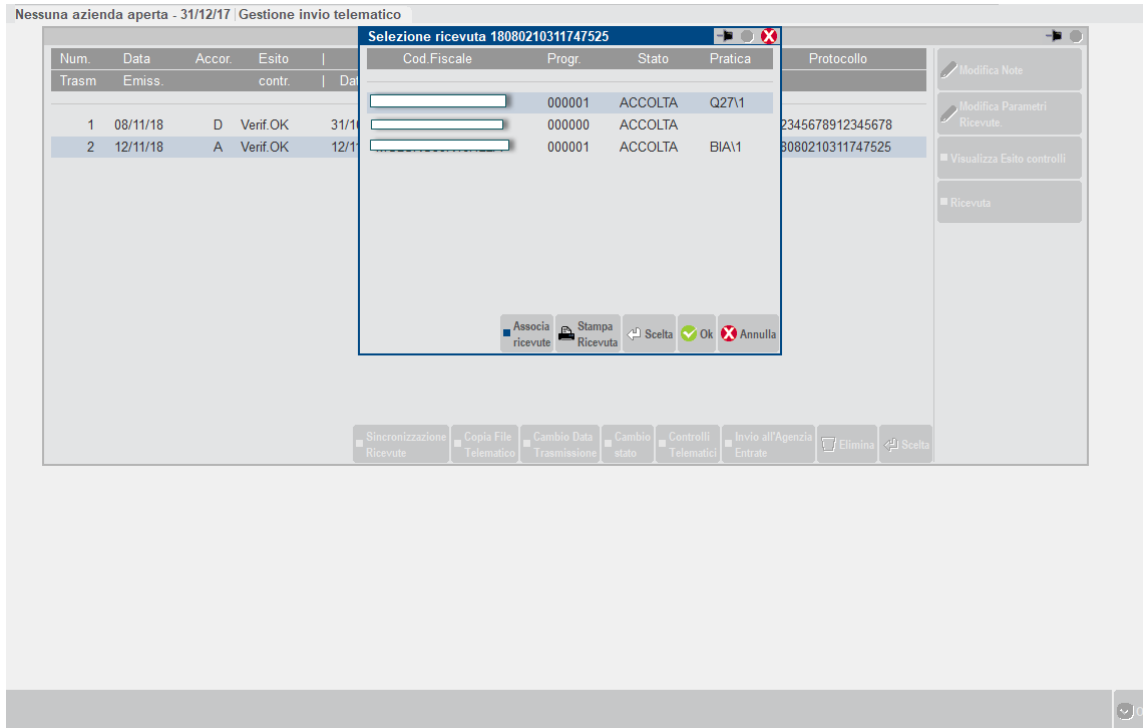 Nessuna azienda aperta - 31/12/17 Gestione invio telematico
Selezione ricevuta 18080210311747525
Num. Data Accor. Esito | Cod.Fiscale Progr. Stato Pratica Protocollo
Trasm Emiss. contr. | Dat
000001 ACCOLTA Q27\1
1 08/11/18 D Verif.OK 31/1 000000 ACCOLTA 2345678912345678
2 12/11/18 A Verif.OK 12/1 000001 ACCOLTA BIA\1 8080210311747525
Modifica Note
Modifica Parametri
Ricevute.
Visualizza Esito controlli
Ricevuta
Associa
ricevute
Stampa
Ricevuta
Scelta
Ok
Annulla
Sincronizzazione
Ricevute
Copia File
Telematico
Cambio Data
Trasmissione
Cambio
stato
Controlli
Telematici
Invio all'Agenzia
Entrate
Elimina
Scelta